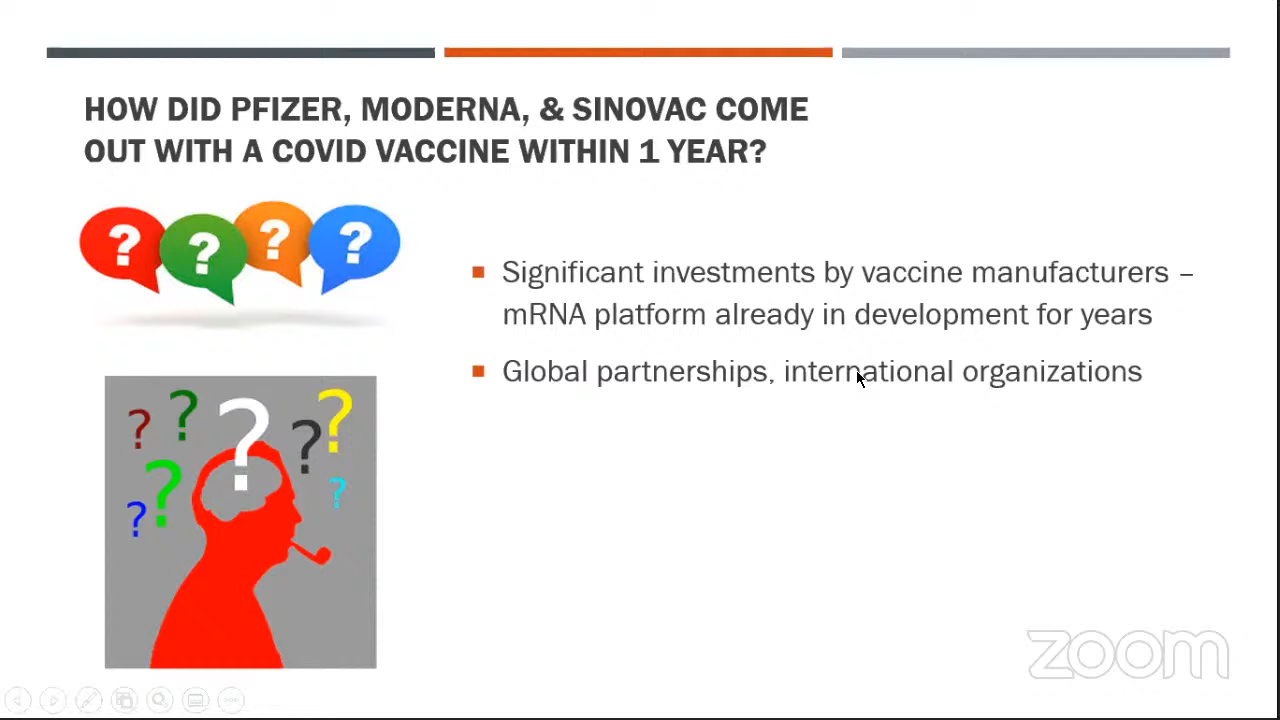 HOW DID PFIZER, MODERNA, & SINOVAC COME
OUT WITH A COVID VACCINE WITHIN 1 YEAR?
? ? ? ?
■ Significant investments by vaccine manufacturers –
mRNA platform already in development for years
■ Global partnerships, international organizations
? ? ? ? ? ? ? ?
zoom